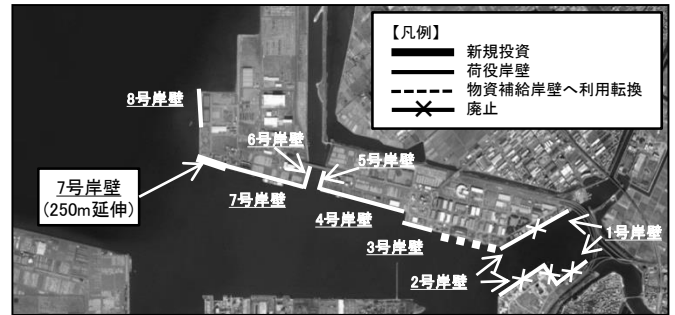 【凡例】
新規投資
荷役岸壁
物資補給岸壁へ利用転換
廃止
8号岸壁
6号岸壁
5号岸壁
7号岸壁
(250m延伸)
7号岸壁
4号岸壁
3号岸壁
2号岸壁
1号岸壁